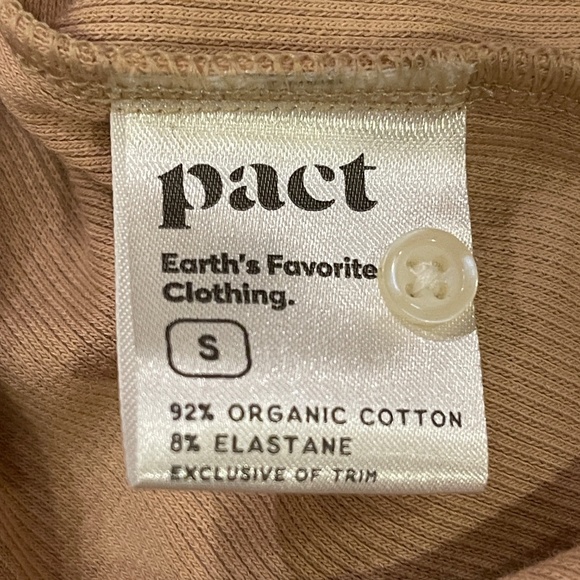 pact
Earth's Favorite
Clothing.
S
92% ORGANIC COTTON
8% ELASTANE
EXCLUSIVE OF TRIM